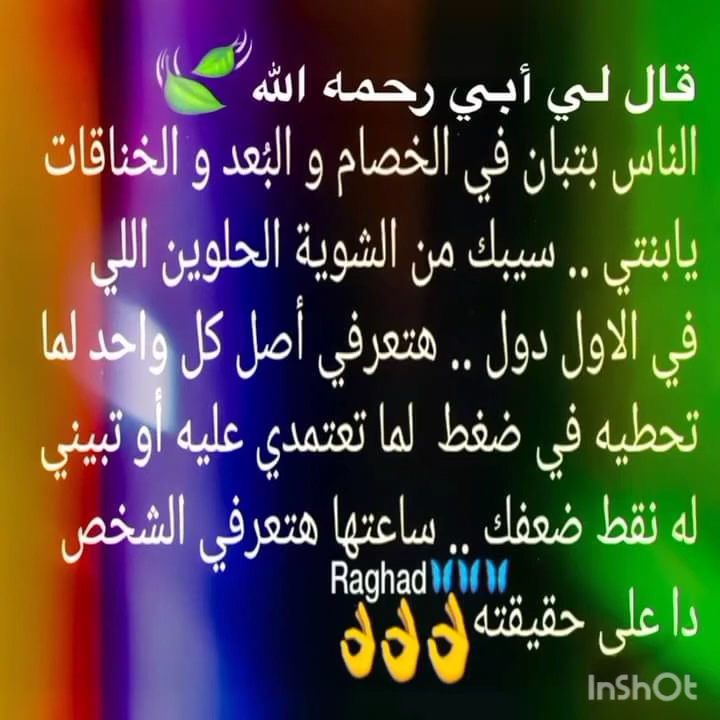 قال لي أبي رحمه الله
الناس بتبان في الخصام و البُعد و الخناقات
يابنتي .. سيبك من الشوية الحلوين اللي
في الاول دول .. هتعرفي أصل كل واحد لما
تحطيه في ضغط لما تعتمدي عليه أو تبيني
له نقط ضعفك .. ساعتها هتعرفي الشخص
Raghad
دا على حقيقته
InShOt